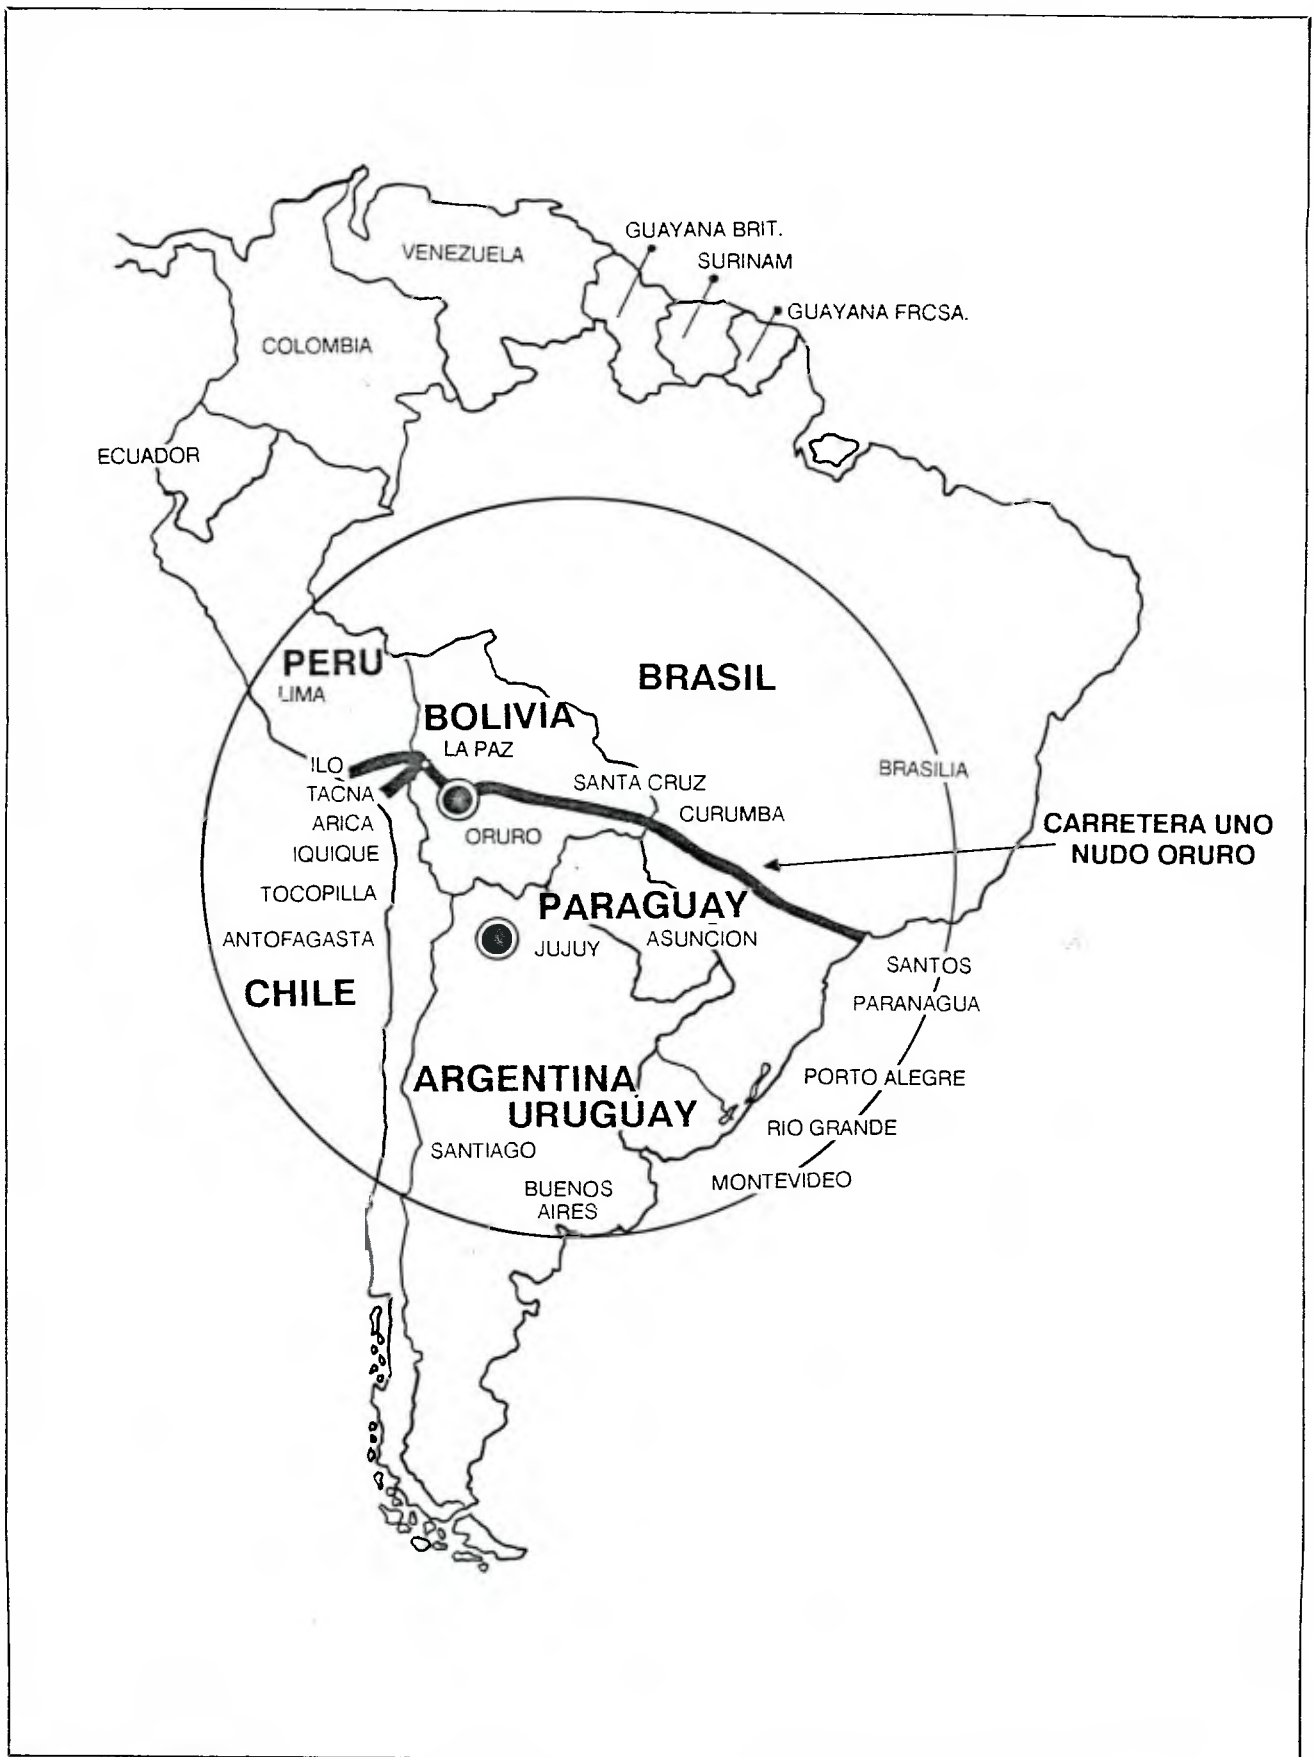 GUAYANA BRIT.
VENEZUELA
SURINAM
GUAYANA FRCSA.
COLOMBIA
ECUADOR
PERU
LIMA
BRASIL
BOLIVIA
LA PAZ
ILO
BRASILIA
SANTA CRUZ
TACNA
CURUMBA
ARICA
ORURO
CARRETERA UNO
NUDO ORURO
IQUIQUE
TOCOPILLA
PARAGUAY
ANTOFAGASTA
JUJUY
ASUNCION
SANTOS
CHILE
PARANAGUA
ARGENTINA
PORTO ALEGRE
URUGUAY
RIO GRANDE
SANTIAGO
MONTEVIDEO
BUENOS
AIRES